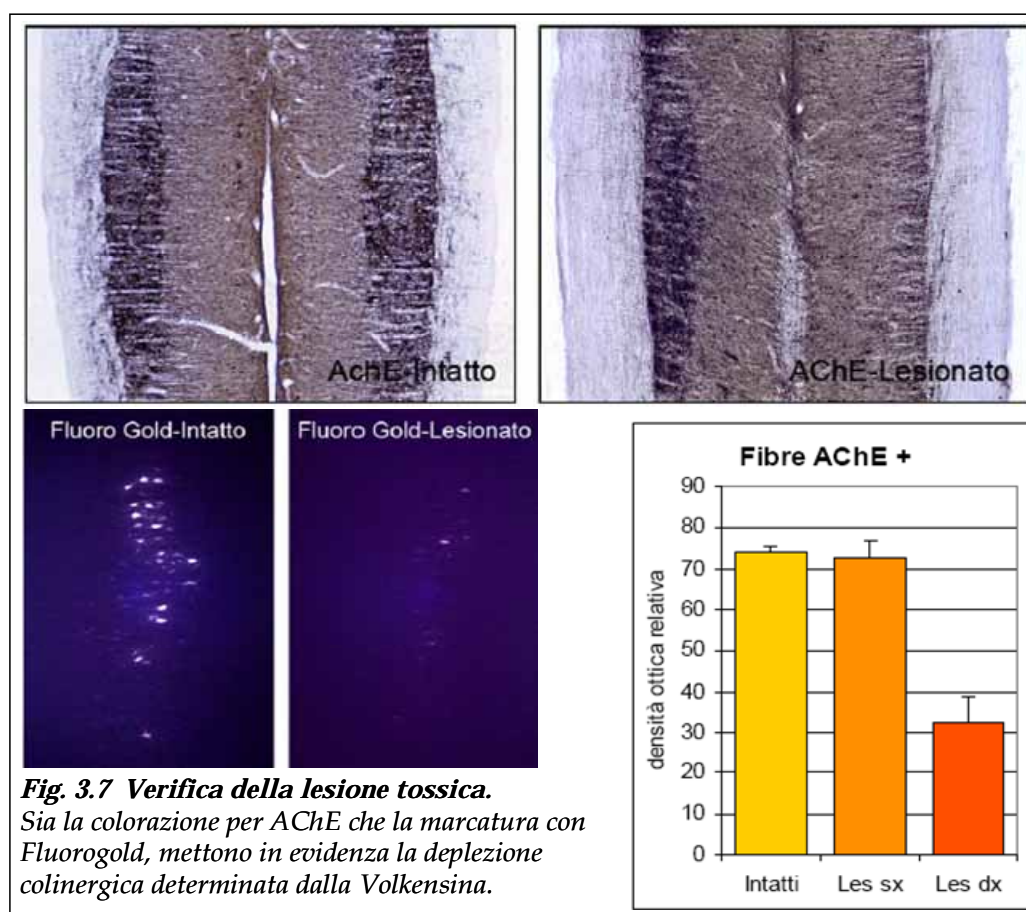 AchE-Intatto
AChE-Lesionato
Fluoro Gold-Intatto
Fluoro Gold-Lesionato
Fibre AChE +
densità ottica relativa
90
80
70
60
50
40
30
20
10
0
Intatti Les sx Les dx
Fig. 3.7 Verifica della lesione tossica.
Sia la colorazione per AChE che la marcatura con
Fluorogold, mettono in evidenza la deplezione
colinergica determinata dalla Volkensina.